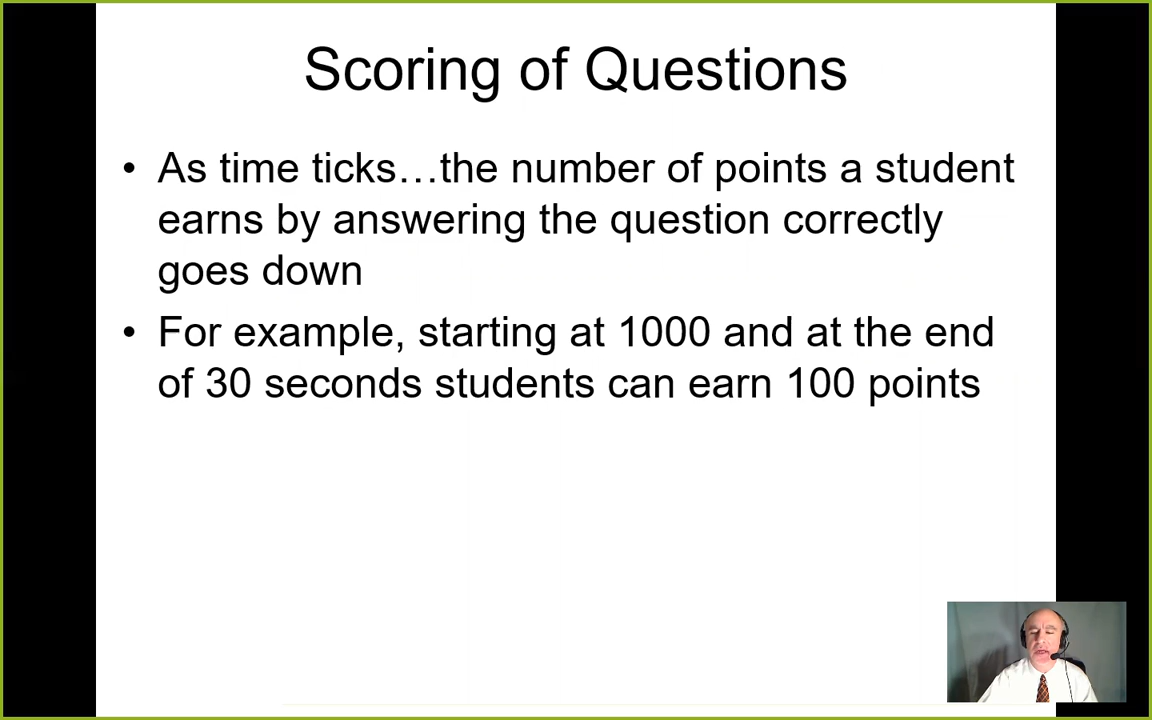 Scoring of Questions
• As time ticks…the number of points a student
earns by answering the question correctly
goes down
• For example, starting at 1000 and at the end
of 30 seconds students can earn 100 points